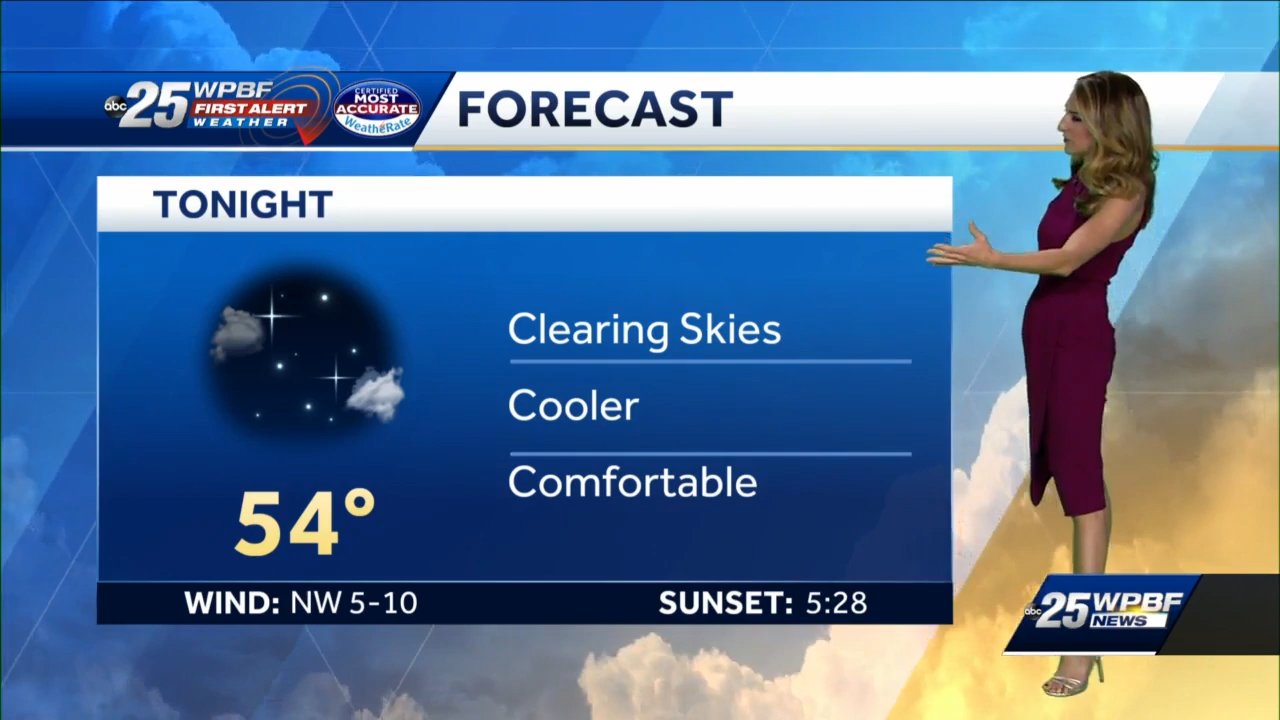 abc 25 WPBF
FIRST ALERT
WEATHER
CERTIFIED
MOST
ACCURATE
WeatheRate
FORECAST
TONIGHT
Clearing Skies
Cooler
Comfortable
54°
WIND: NW 5-10
SUNSET: 5:28
abc 25 WPBF
NEWS